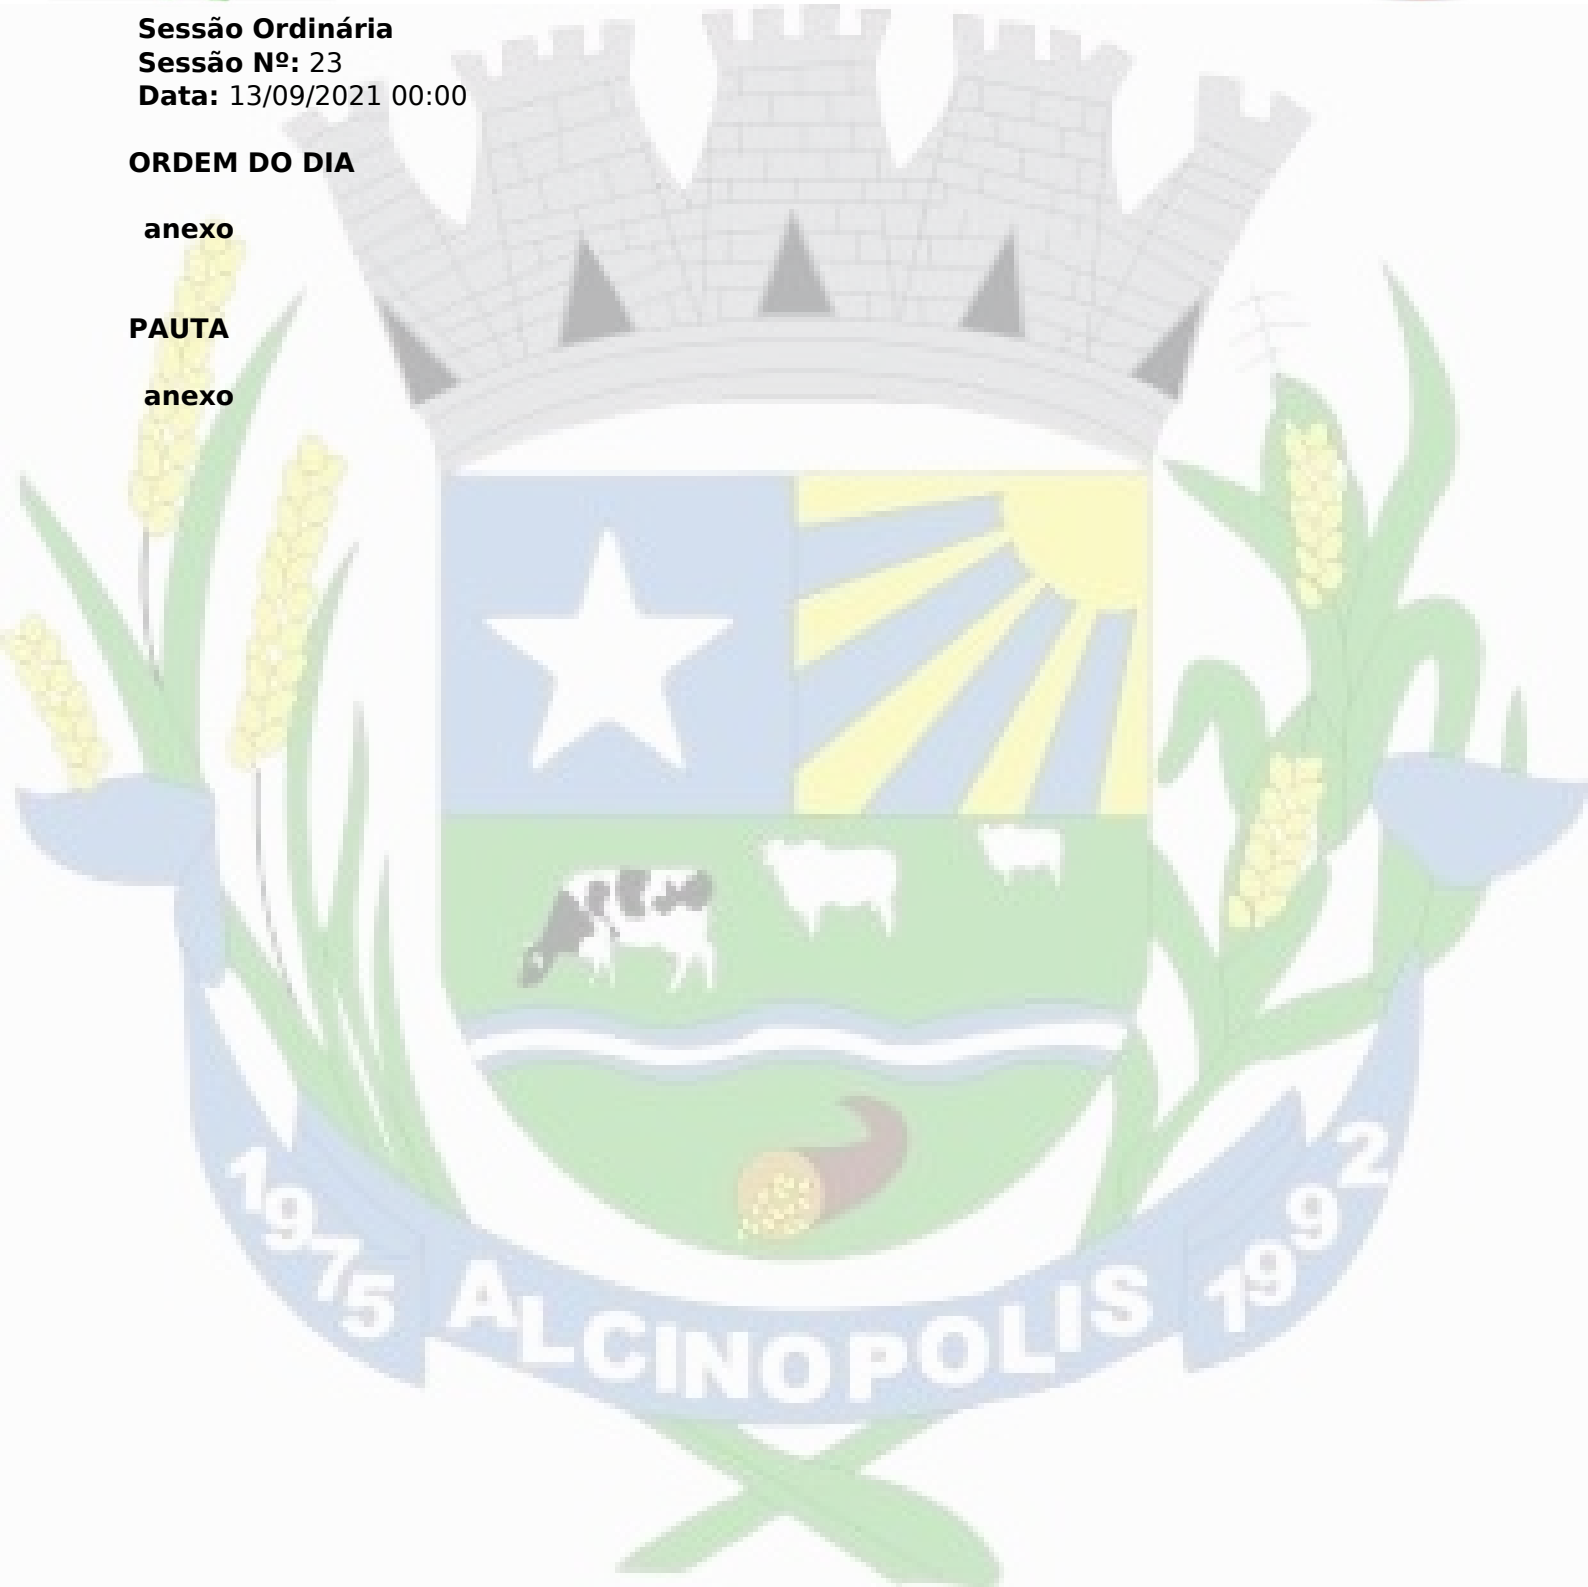 Sessão Ordinária
Sessão Nº: 23
Data: 13/09/2021 00:00
ORDEM DO DIA
anexo
PAUTA
anexo
1975 ALCINOPOLIS 1992